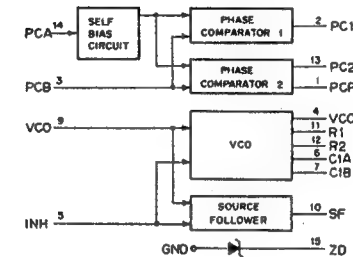 PCA 14
SELF
BIAS
CIRCUIT
PHASE
COMPARATOR 1
2 PC1
PCB 3
PHASE
COMPARATOR 2
13 PC2
1 PCP
VCO 9
VCO
4 VCO
11 R1
12 R2
6 C1A
7 C1B
INH 5
SOURCE
FOLLOWER
10 SF
GND
15 ZD